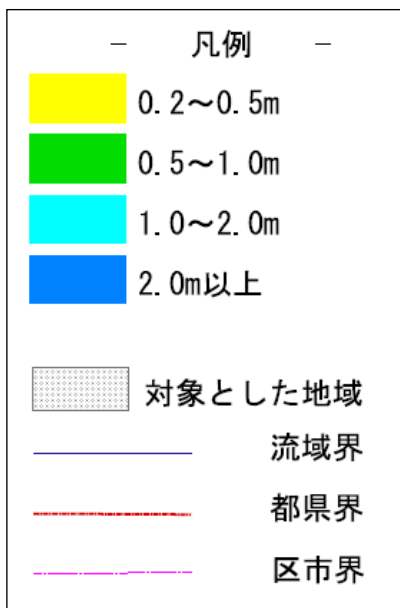 凡例
0.2～0.5m
0.5～1.0m
1.0～2.0m
2.0m以上
対象とした地域
流域界
都県界
区市界